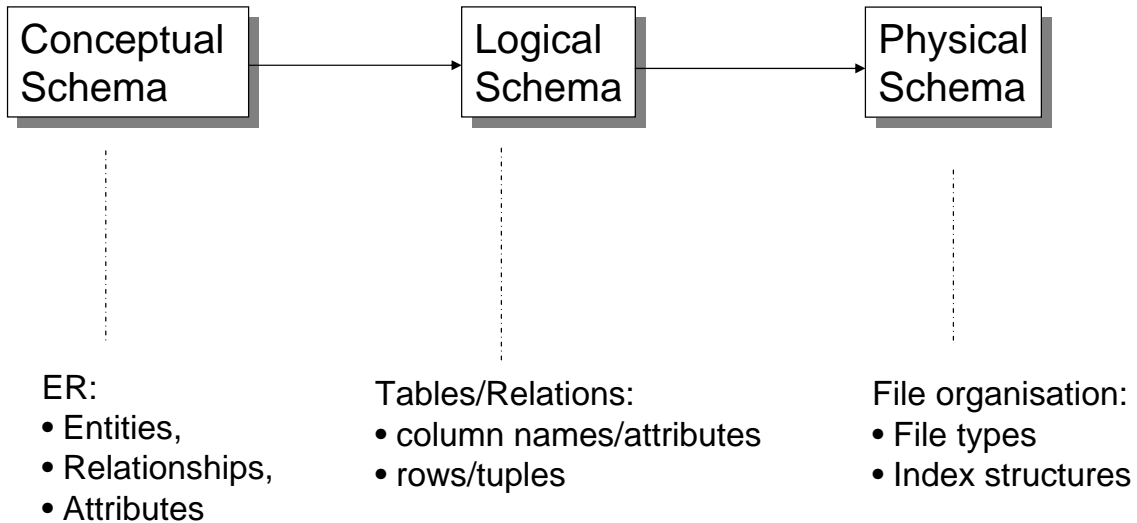 Conceptual
Schema
Logical
Schema
Physical
Schema
ER:
• Entities,
• Relationships,
• Attributes
Tables/Relations:
• column names/attributes
• rows/tuples
File organisation:
• File types
• Index structures